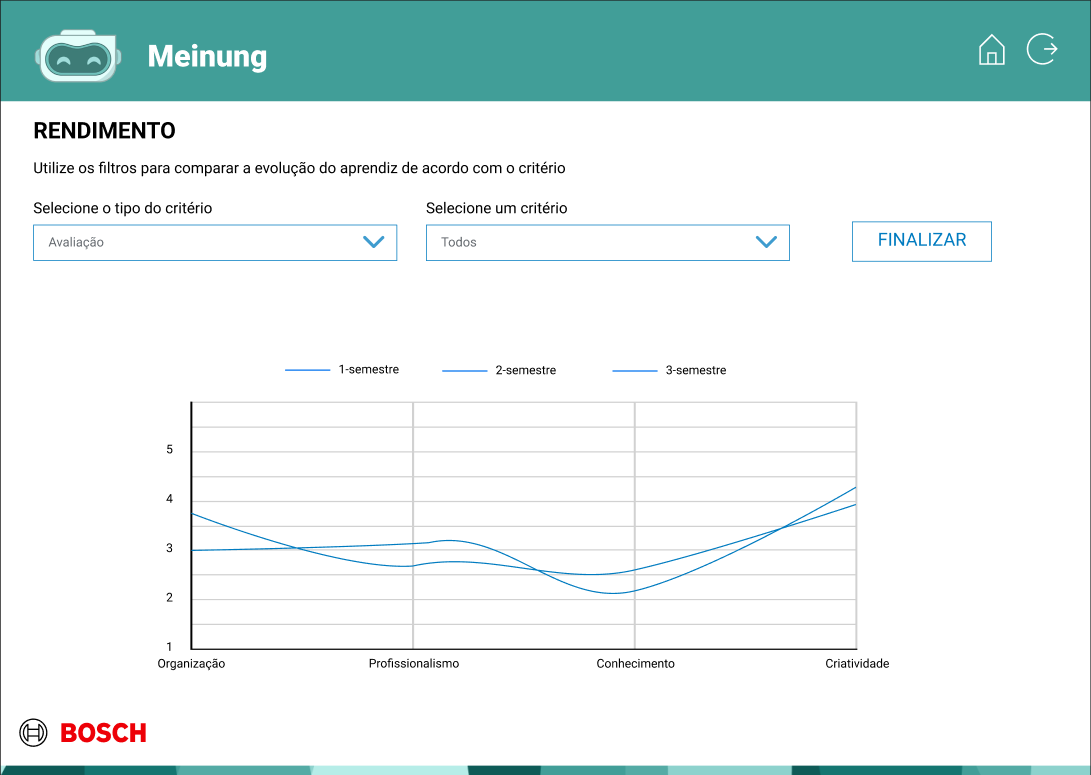 Meinung
RENDIMENTO
Utilize os filtros para comparar a evolução do aprendiz de acordo com o critério
Selecione o tipo do critério
Selecione um critério
Avaliação
Todos
FINALIZAR
1-semestre
2-semestre
3-semestre
5
4
3
2
1
Organização
Profissionalismo
Conhecimento
Criatividade
BOSCH